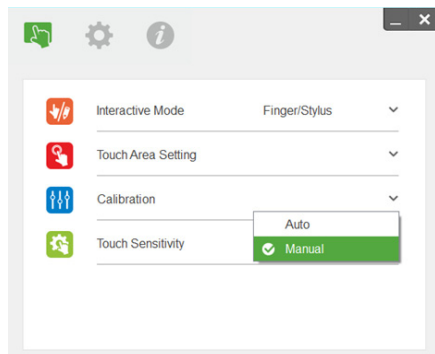 Interactive Mode Finger/Stylus
Touch Area Setting
Calibration
Auto
Touch Sensitivity Manual